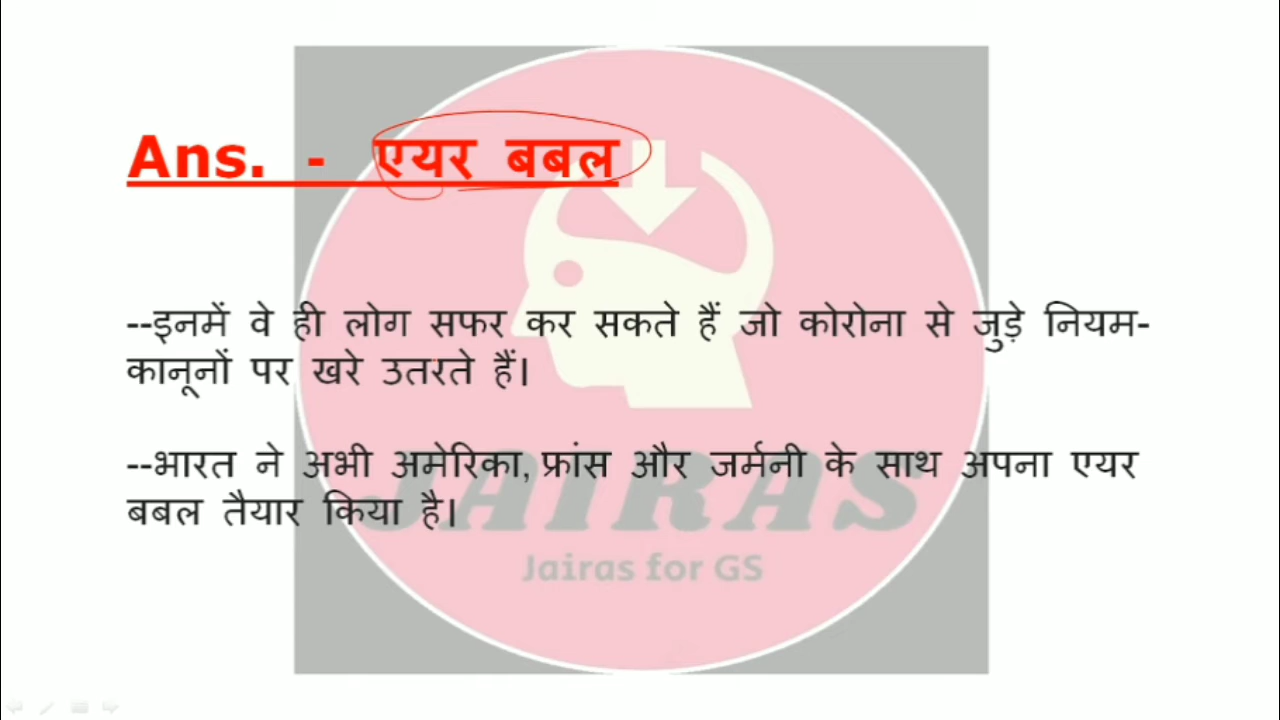 Ans. - एयर बबल
--इनमें वे ही लोग सफर कर सकते हैं जो कोरोना से जुड़े नियम-
कानूनों पर खरे उतरते हैं।
--भारत ने अभी अमेरिका, फ्रांस और जर्मनी के साथ अपना एयर
बबल तैयार किया है।
JAIRAS
Jairas for GS